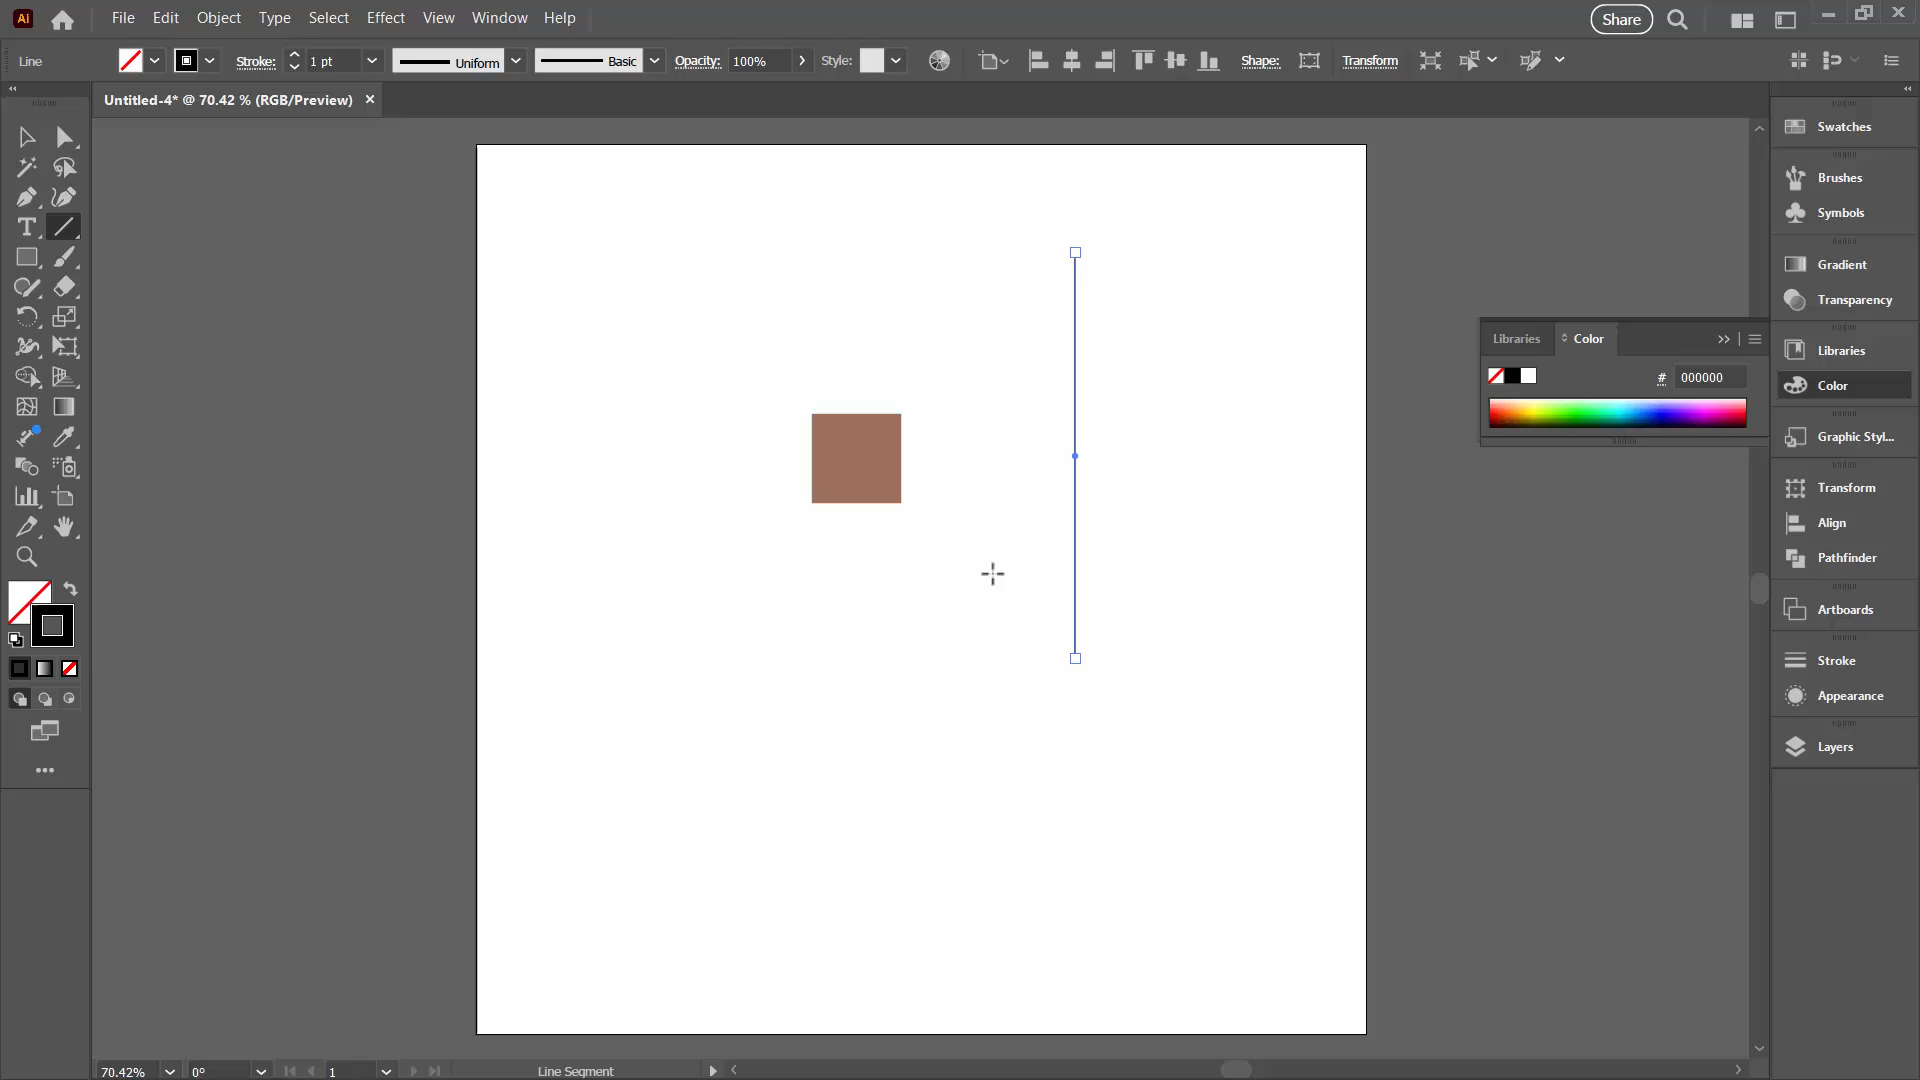 Ai File Edit Object Type Select Effect View Window Help Share
Line Stroke: 1 pt Uniform Basic Opacity: 100% Style: Shape: Transform
Untitled-4* @ 70.42 % (RGB/Preview)
Swatches
Brushes
Symbols
Gradient
Transparency
Libraries Color
Libraries
# 000000
Color
Graphic Styl...
Transform
Align
Pathfinder
Artboards
Stroke
Appearance
Layers
70.42% 0° 1 Line Segment